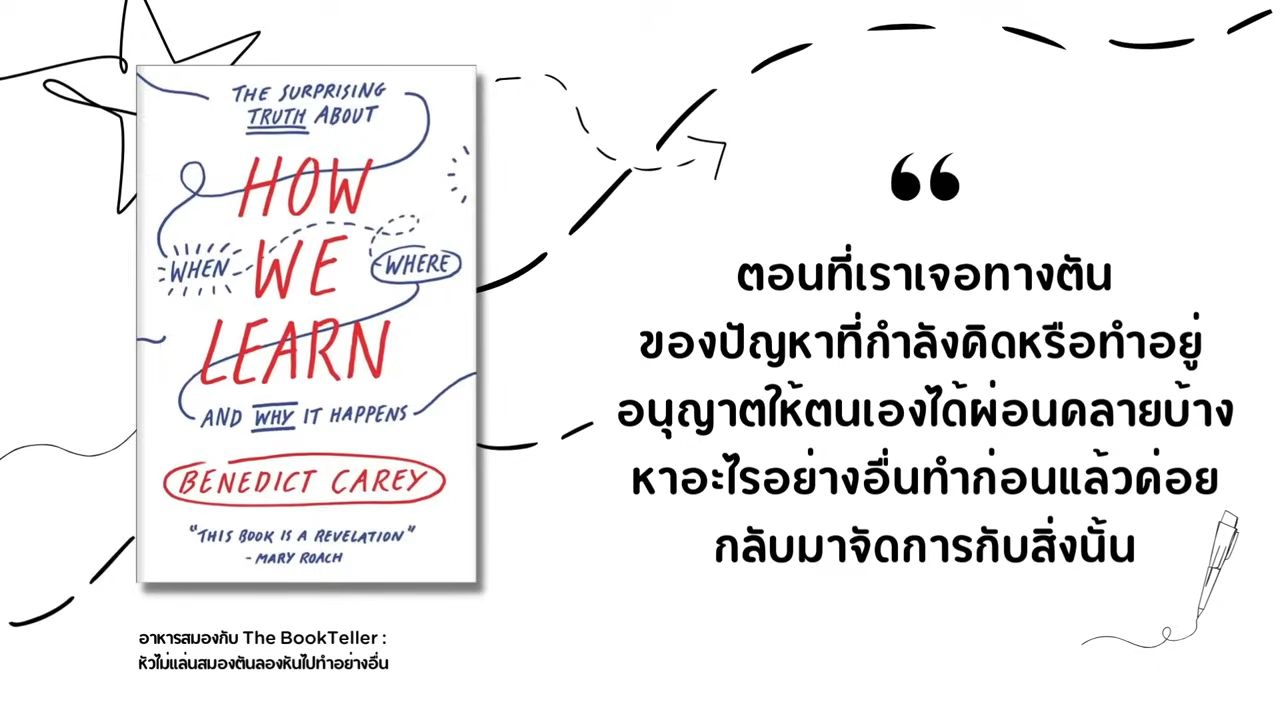 THE SURPRISING
TRUTH ABOUT
HOW
WHEN WE WHERE
LEARN
AND WHY IT HAPPENS
BENEDICT CAREY
"THIS BOOK IS A REVELATION"
- MARY ROACH
อาหารสมองกับ The BookTeller :
หัวไม่แล่นสมองตันลองหันไปทำอย่างอื่น
“
ตอนที่เราเจอทางตัน
ของปัญหาที่กำลังคิดหรือทำอยู่
อนุญาตให้ตนเองได้ผ่อนคลายบ้าง
หาอะไรอย่างอื่นทำก่อนแล้วค่อย
กลับมาจัดการกับสิ่งนั้น